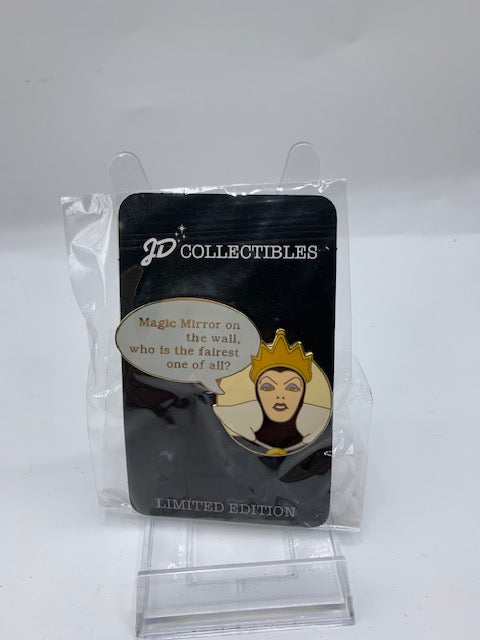 JD COLLECTIBLES
Magic Mirror on
the wall,
who is the fairest
one of all?
LIMITED EDITION